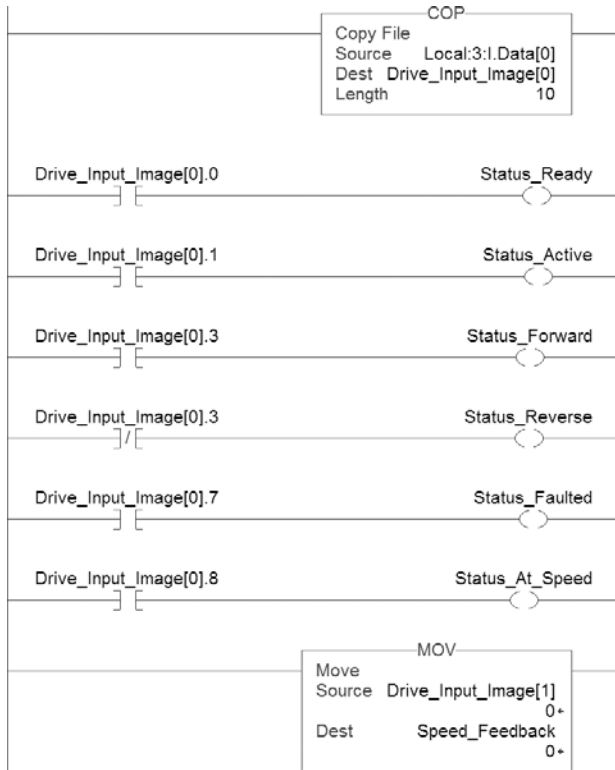 COP
Copy File
Source Local:3:I.Data[0]
Dest Drive_Input_Image[0]
Length 10
Drive_Input_Image[0].0 Status_Ready
Drive_Input_Image[0].1 Status_Active
Drive_Input_Image[0].3 Status_Forward
Drive_Input_Image[0].3 Status_Reverse
Drive_Input_Image[0].7 Status_Faulted
Drive_Input_Image[0].8 Status_At_Speed
MOV
Move
Source Drive_Input_Image[1]
0
Dest Speed_Feedback
0